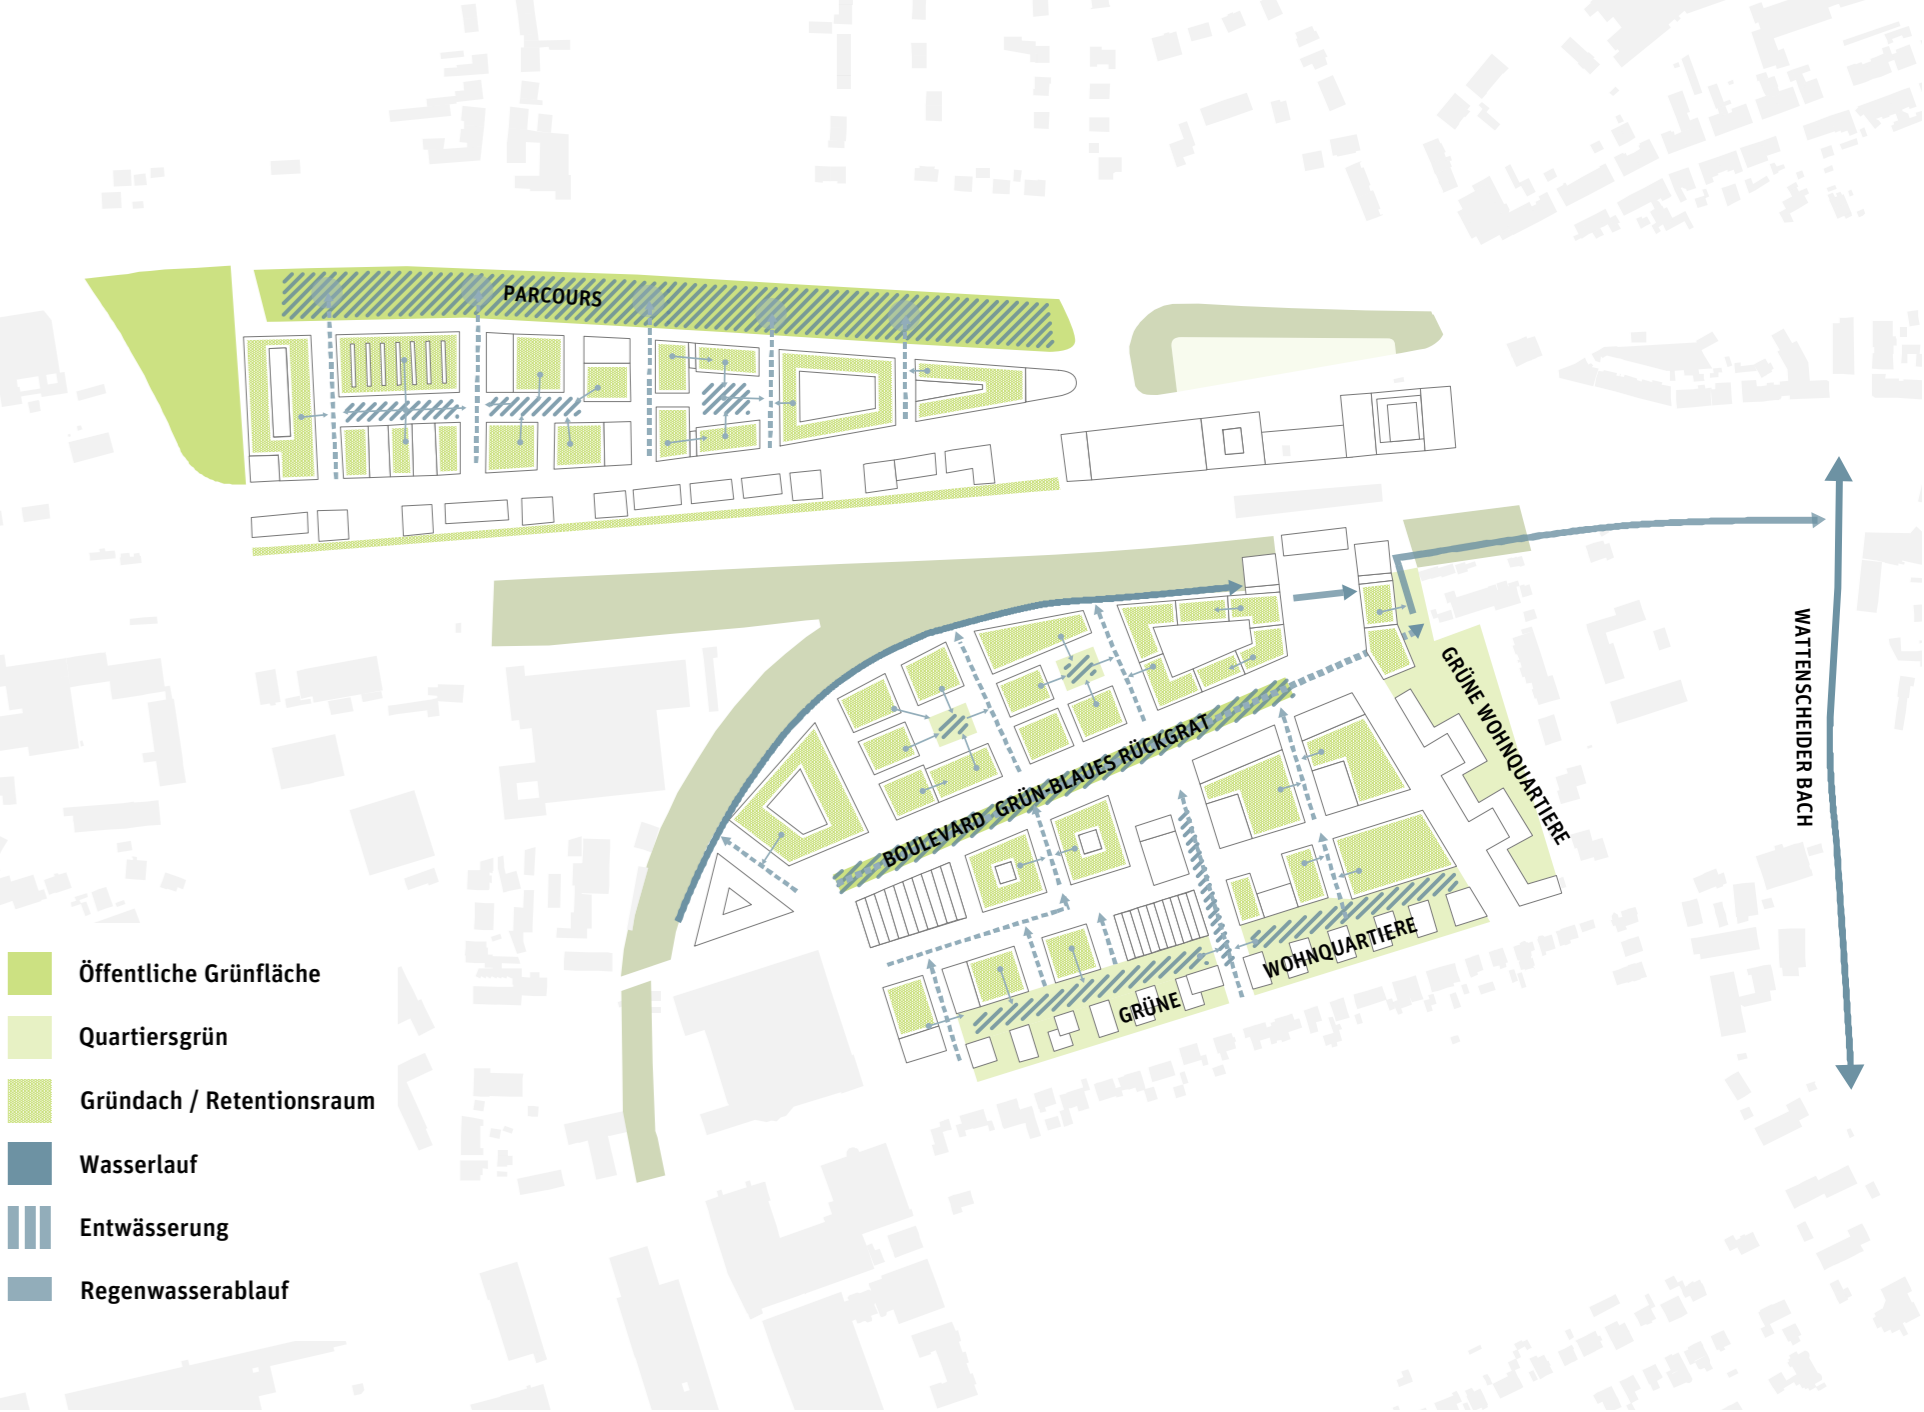 PARCOURS
BOULEVARD GRÜN-BLAUES RÜCKGRAT
GRÜNE WOHNQUARTIERE
WATTENSCHEIDER BACH
GRÜNE WOHNQUARTIERE
Öffentliche Grünfläche
Quartiersgrün
Gründach / Retentionsraum
Wasserlauf
Entwässerung
Regenwasserablauf